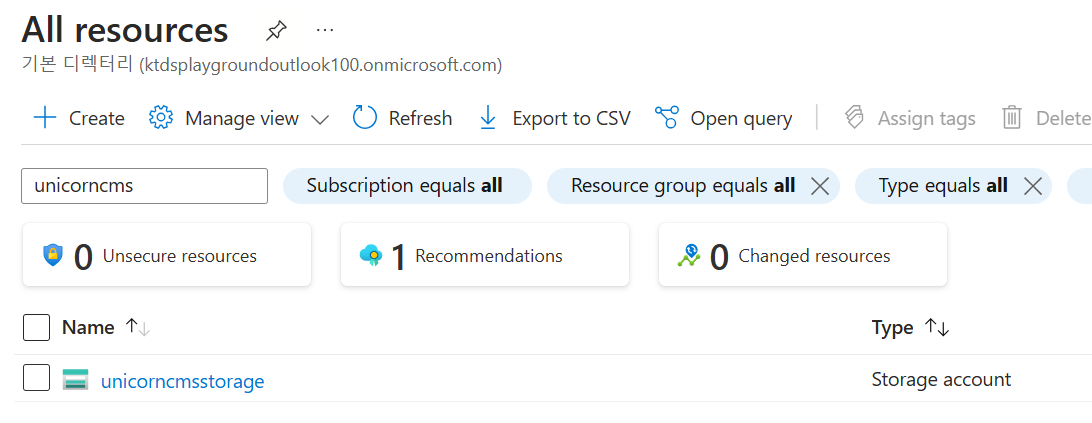 All resources ...
기본 디렉터리 (ktdsplaygroundoutlook100.onmicrosoft.com)
Create Manage view Refresh Export to CSV Open query Assign tags Delete
unicorncms Subscription equals all Resource group equals all Type equals all
0 Unsecure resources 1 Recommendations 0 Changed resources
Name Type
unicorncmsstorage Storage account